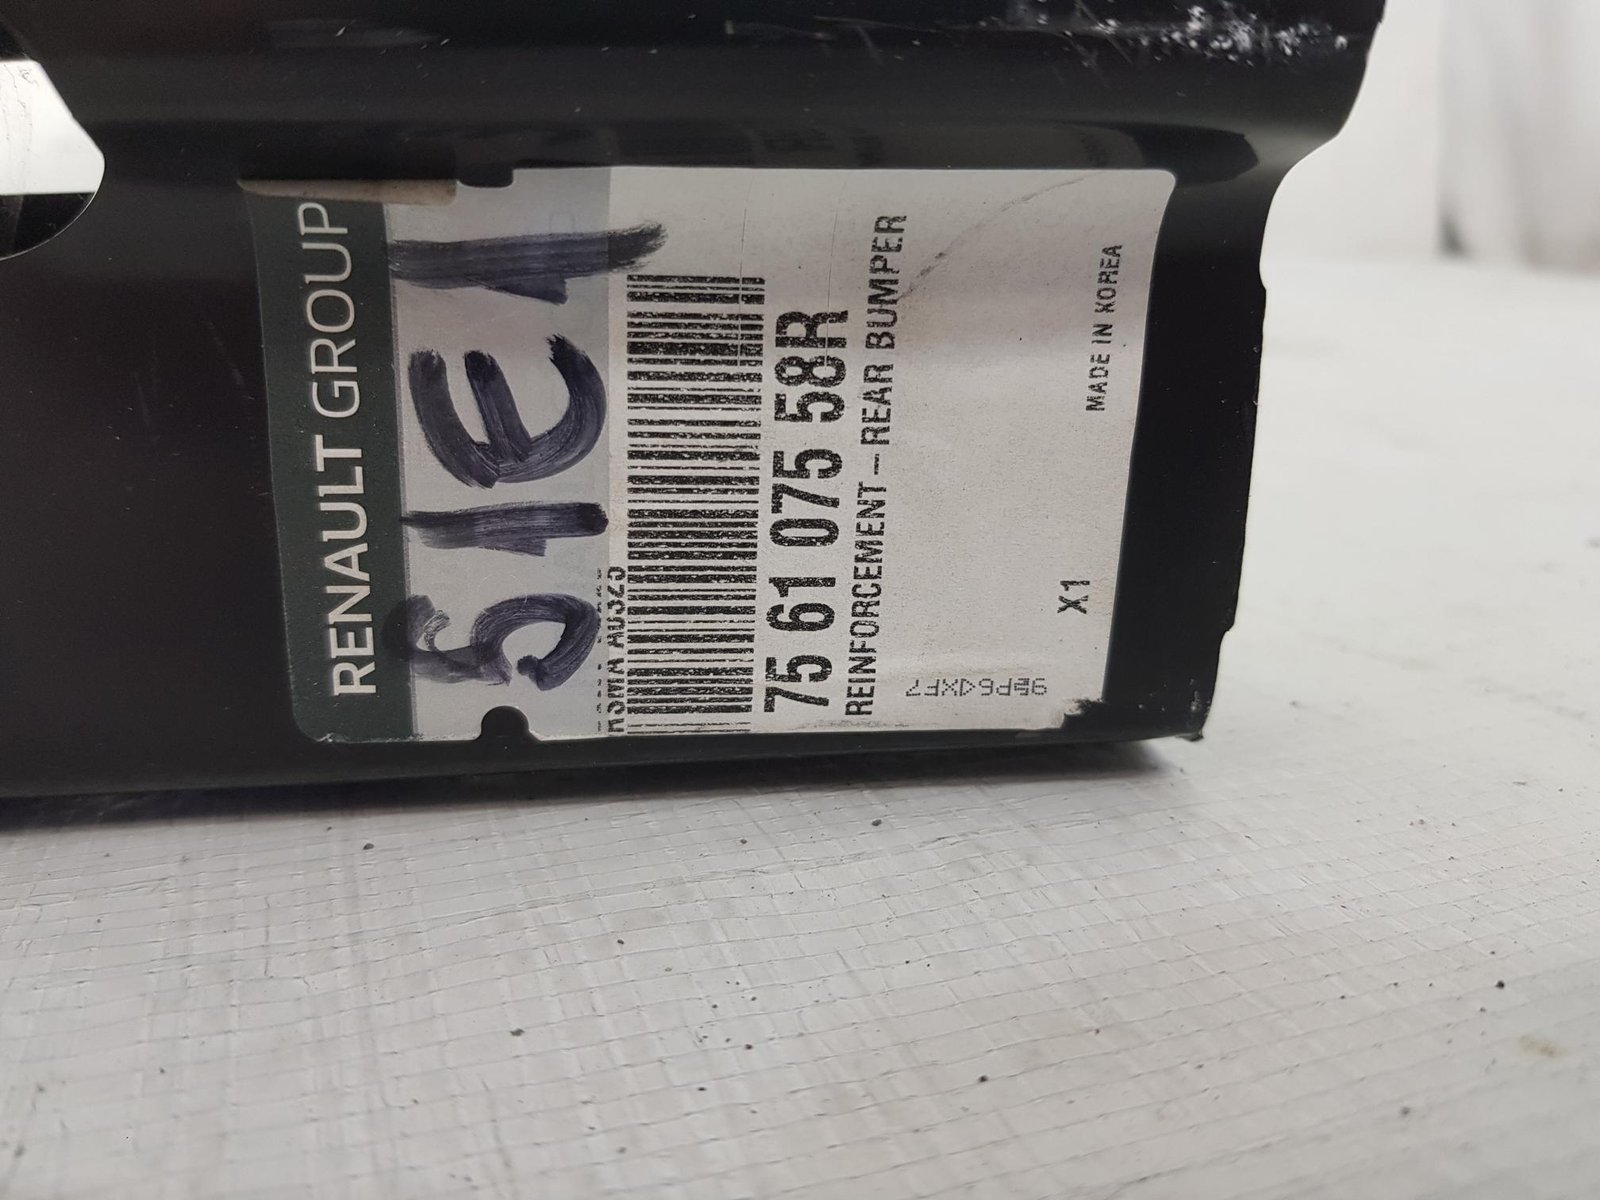 RENAULT GROUP
51E1
75 61 075 58R
REINFORCEMENT-REAR BUMPER
X1 MADE IN KOREA